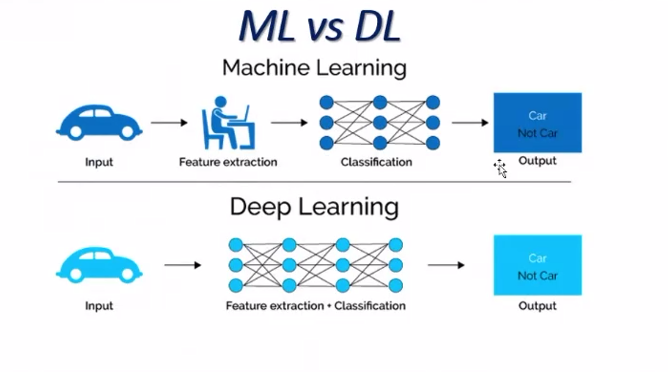 ML vs DL
Machine Learning
Car
Not Car
Input
Feature extraction
Classification
Output
Deep Learning
Car
Not Car
Input
Feature extraction + Classification
Output